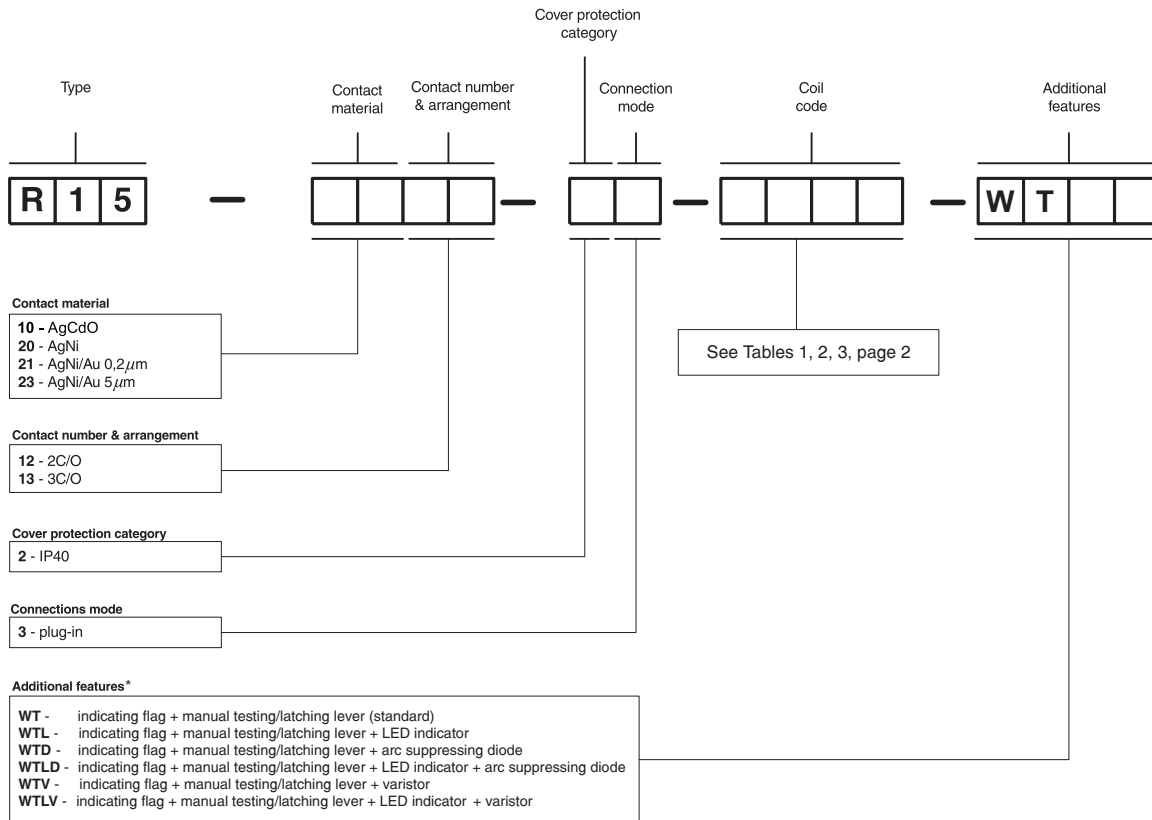 Cover protection
category
Type
Contact
material
Contact number
& arrangement
Connection
mode
Coil
code
Additional
features
R 1 5 - - - - W T
Contact material
10 - AgCdO
20 - AgNi
21 - AgNi/Au 0,2μm
23 - AgNi/Au 5μm
See Tables 1, 2, 3, page 2
Contact number & arrangement
12 - 2C/O
13 - 3C/O
Cover protection category
2 - IP40
Connections mode
3 - plug-in
Additional features*
WT - indicating flag + manual testing/latching lever (standard)
WTL - indicating flag + manual testing/latching lever + LED indicator
WTD - indicating flag + manual testing/latching lever + arc suppressing diode
WTLD - indicating flag + manual testing/latching lever + LED indicator + arc suppressing diode
WTV - indicating flag + manual testing/latching lever + varistor
WTLV - indicating flag + manual testing/latching lever + LED indicator + varistor